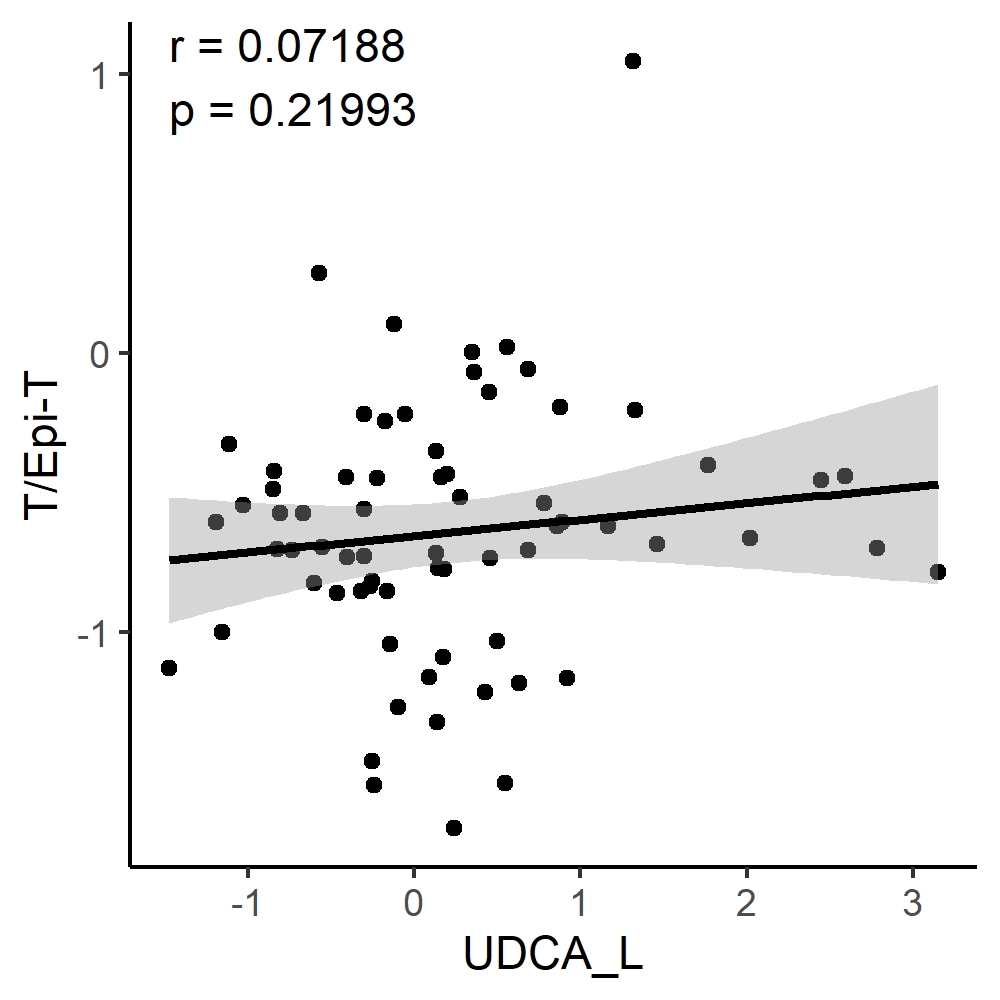 r = 0.07188
p = 0.21993
1
0
-1
T/Epi-T
-1 0 1 2 3
UDCA_L